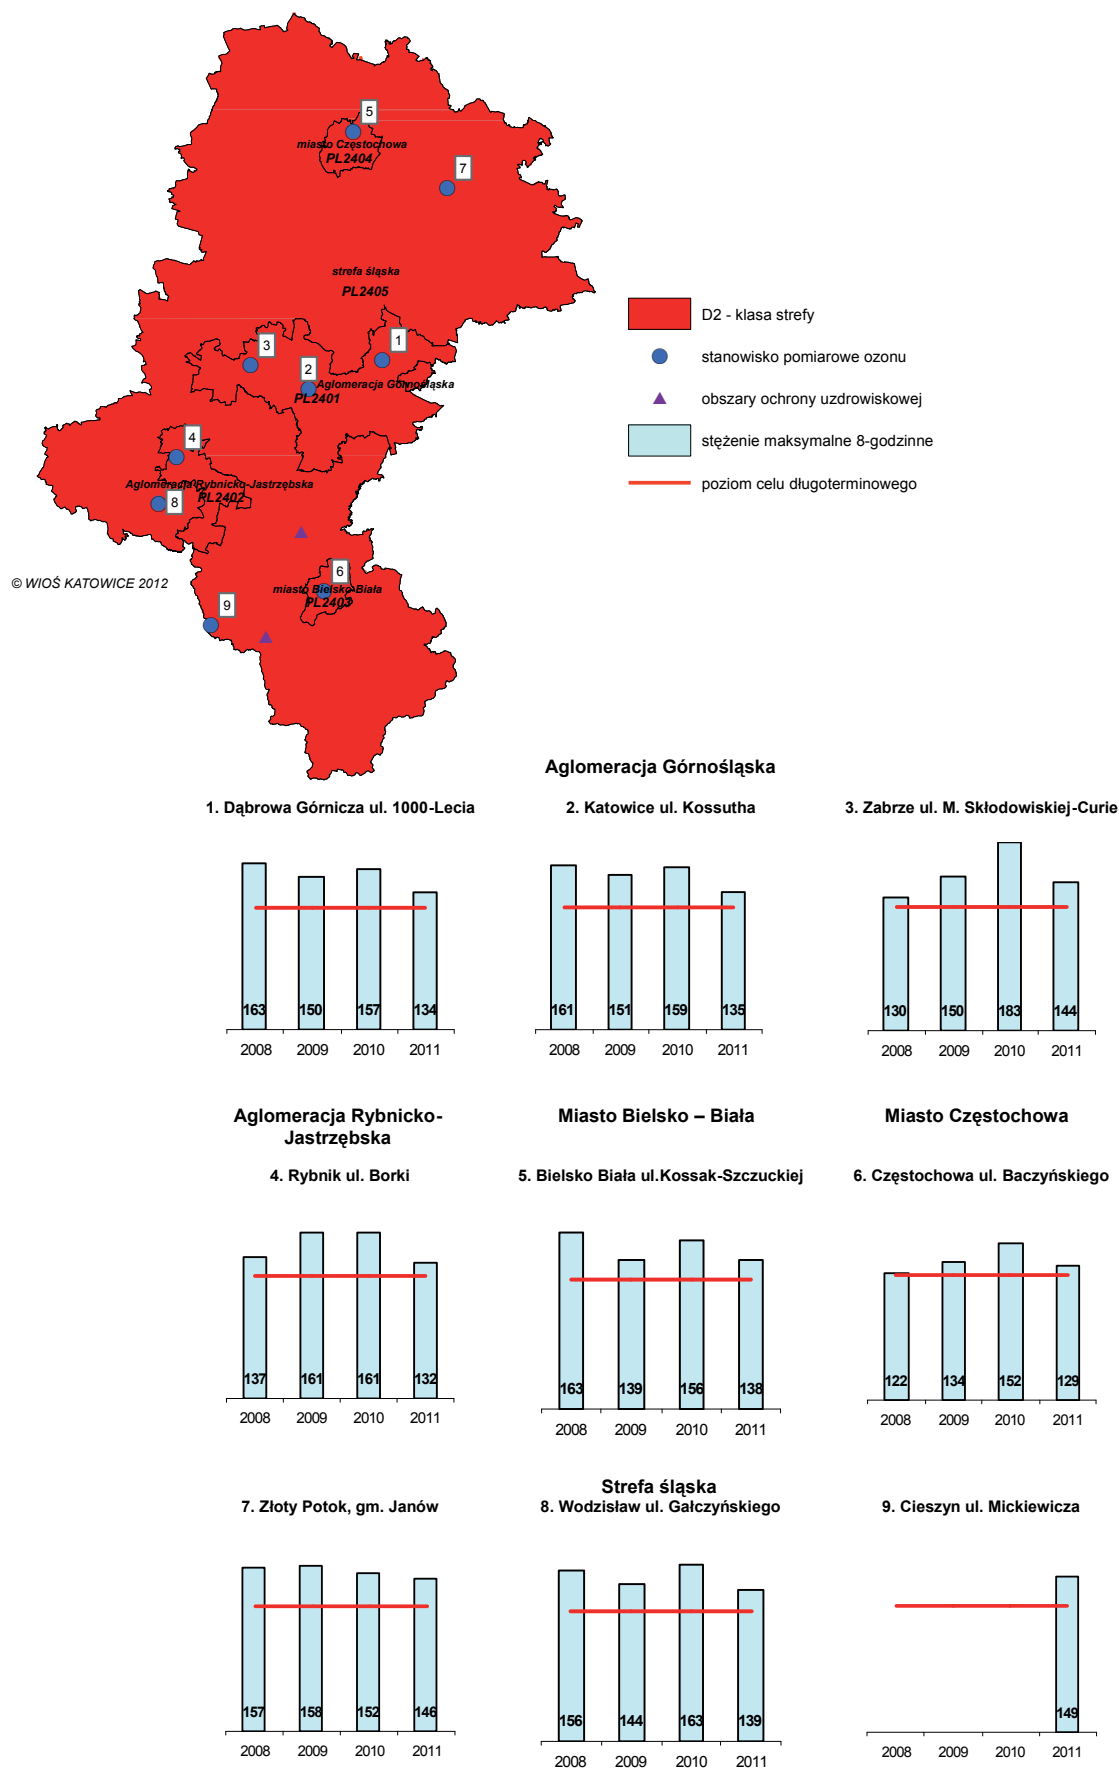 5
miasto Częstochowa
PL2404
7
strefa śląska
PL2405
1
3
2
Aglomeracja Górnośląska
PL2401
4
Aglomeracja Rybnicko-Jastrzębska
PL2402
8
6
miasto Bielsko-Biała
PL2403
9
© WIOŚ KATOWICE 2012
D2 - klasa strefy
stanowisko pomiarowe ozonu
obszary ochrony uzdrowiskowej
stężenie maksymalne 8-godzinne
poziom celu długoterminowego
Aglomeracja Górnośląska
1. Dąbrowa Górnicza ul. 1000-Lecia
163 150 157 134
2008 2009 2010 2011
2. Katowice ul. Kossutha
161 151 159 135
2008 2009 2010 2011
3. Zabrze ul. M. Skłodowiskiej-Curie
130 150 183 144
2008 2009 2010 2011
Aglomeracja Rybnicko-
Jastrzębska
4. Rybnik ul. Borki
137 161 161 132
2008 2009 2010 2011
Miasto Bielsko – Biała
5. Bielsko Biała ul.Kossak-Szczuckiej
163 139 156 138
2008 2009 2010 2011
Miasto Częstochowa
6. Częstochowa ul. Baczyńskiego
122 134 152 129
2008 2009 2010 2011
Strefa śląska
7. Złoty Potok, gm. Janów
157 158 152 146
2008 2009 2010 2011
8. Wodzisław ul. Gałczyńskiego
156 144 163 139
2008 2009 2010 2011
9. Cieszyn ul. Mickiewicza
149
2008 2009 2010 2011